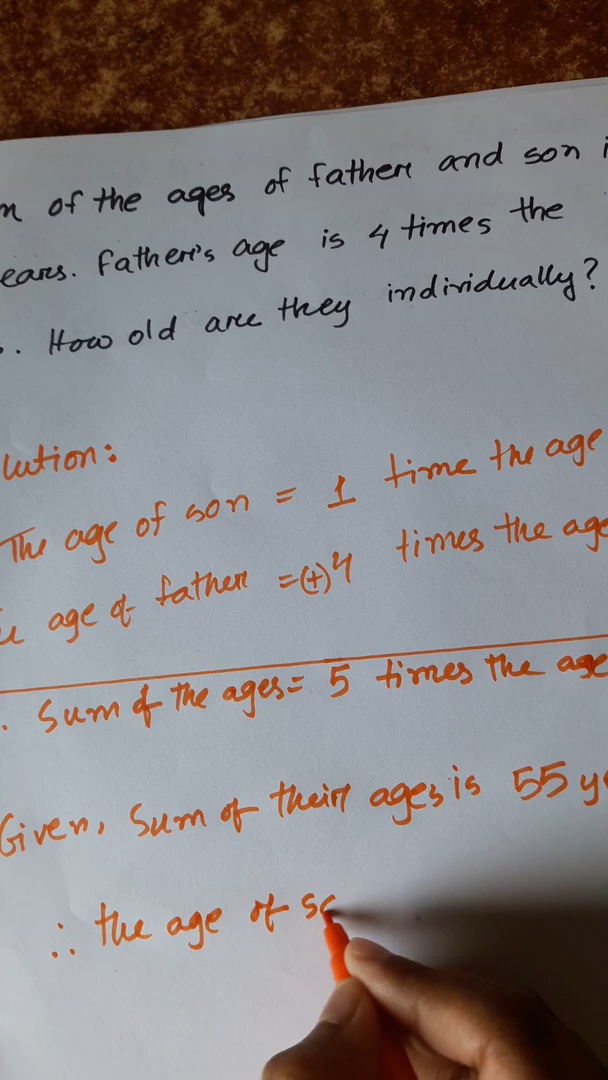 m of the ages of father and son i
ears. Father's age is 4 times the
s. How old are they individually?
lution:
The age of son = 1 time the age
e age of father =(+) 4 times the age
. Sum of the ages = 5 times the age
Given, Sum of their ages is 55 ye
∴ the age of so